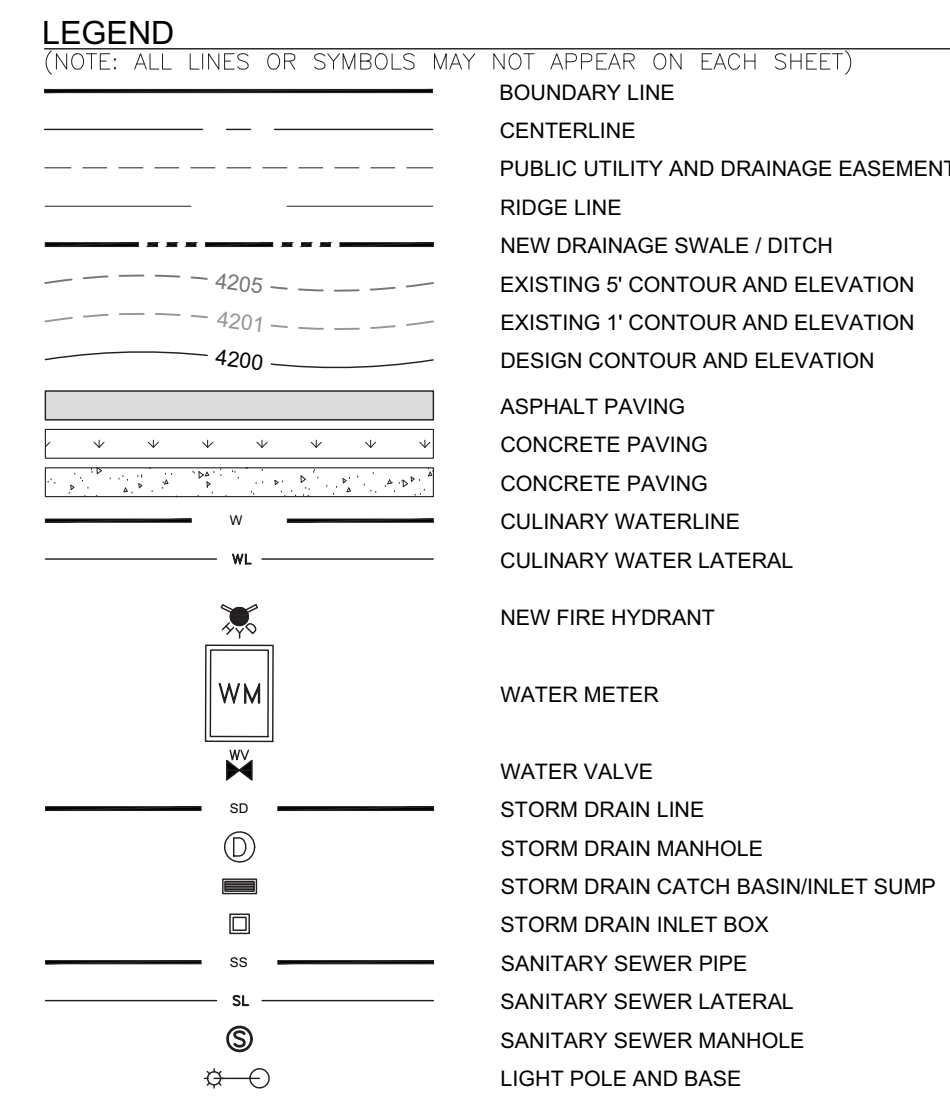 LEGEND
(NOTE: ALL LINES OR SYMBOLS MAY NOT APPEAR ON EACH SHEET)
BOUNDARY LINE
CENTERLINE
PUBLIC UTILITY AND DRAINAGE EASEMENT
RIDGE LINE
NEW DRAINAGE SWALE / DITCH
4205 EXISTING 5' CONTOUR AND ELEVATION
4201 EXISTING 1' CONTOUR AND ELEVATION
4200 DESIGN CONTOUR AND ELEVATION
ASPHALT PAVING
CONCRETE PAVING
CONCRETE PAVING
W CULINARY WATERLINE
WL CULINARY WATER LATERAL
HYD NEW FIRE HYDRANT
WM WATER METER
WV
WATER VALVE
SD STORM DRAIN LINE
D STORM DRAIN MANHOLE
STORM DRAIN CATCH BASIN/INLET SUMP
STORM DRAIN INLET BOX
SS SANITARY SEWER PIPE
SL SANITARY SEWER LATERAL
S SANITARY SEWER MANHOLE
LIGHT POLE AND BASE